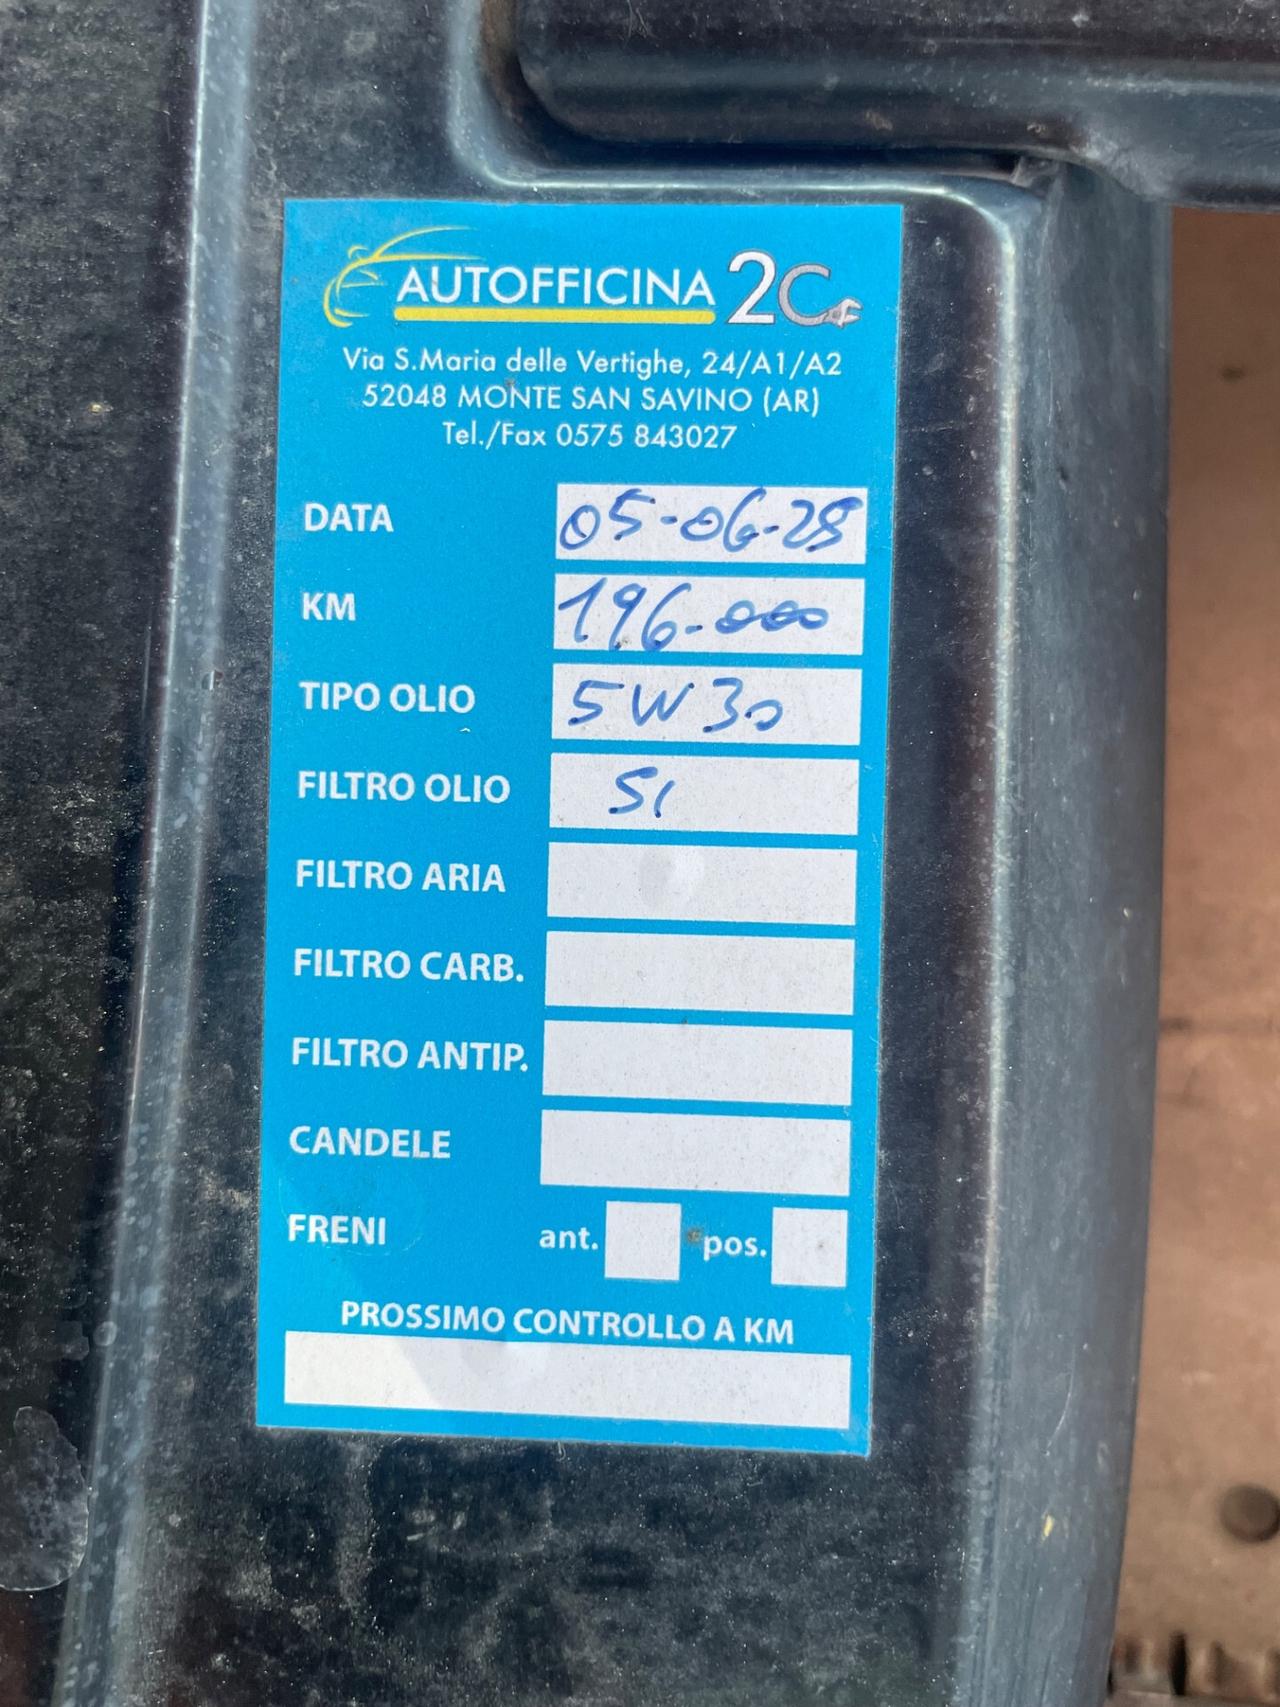 AUTOFFICINA 2C
Via S.Maria delle Vertighe, 24/A1/A2
52048 MONTE SAN SAVINO (AR)
Tel./Fax 0575 843027
DATA 05-06-25
KM 196.000
TIPO OLIO 5W30
FILTRO OLIO SI
FILTRO ARIA
FILTRO CARB.
FILTRO ANTIP.
CANDELE
FRENI ant. pos.
PROSSIMO CONTROLLO A KM